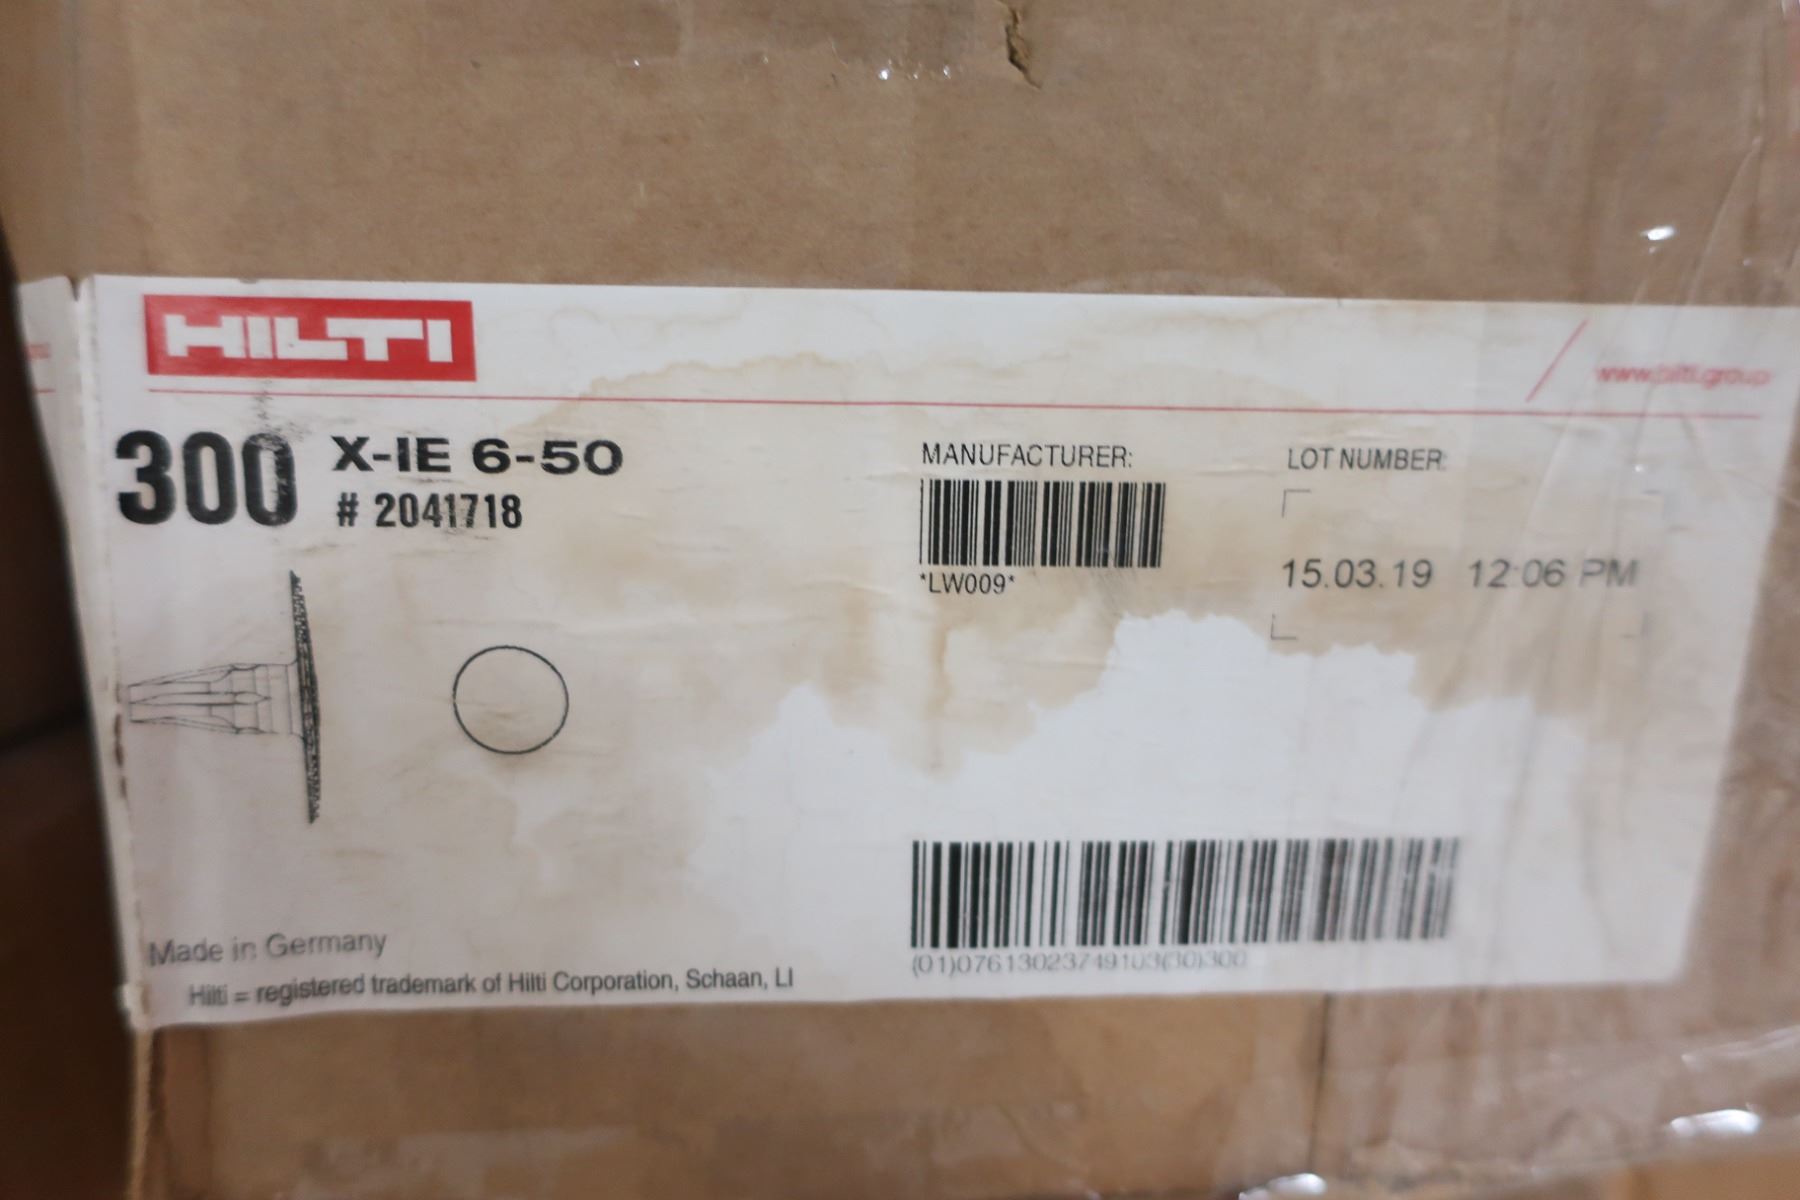 HILTI
www.hilti.group
300 X-IE 6-50
# 2041718
MANUFACTURER:
*LW009*
LOT NUMBER:
15.03.19 12:06 PM
(01)07613023749103(30)300
Made in Germany
Hilti = registered trademark of Hilti Corporation, Schaan, LI